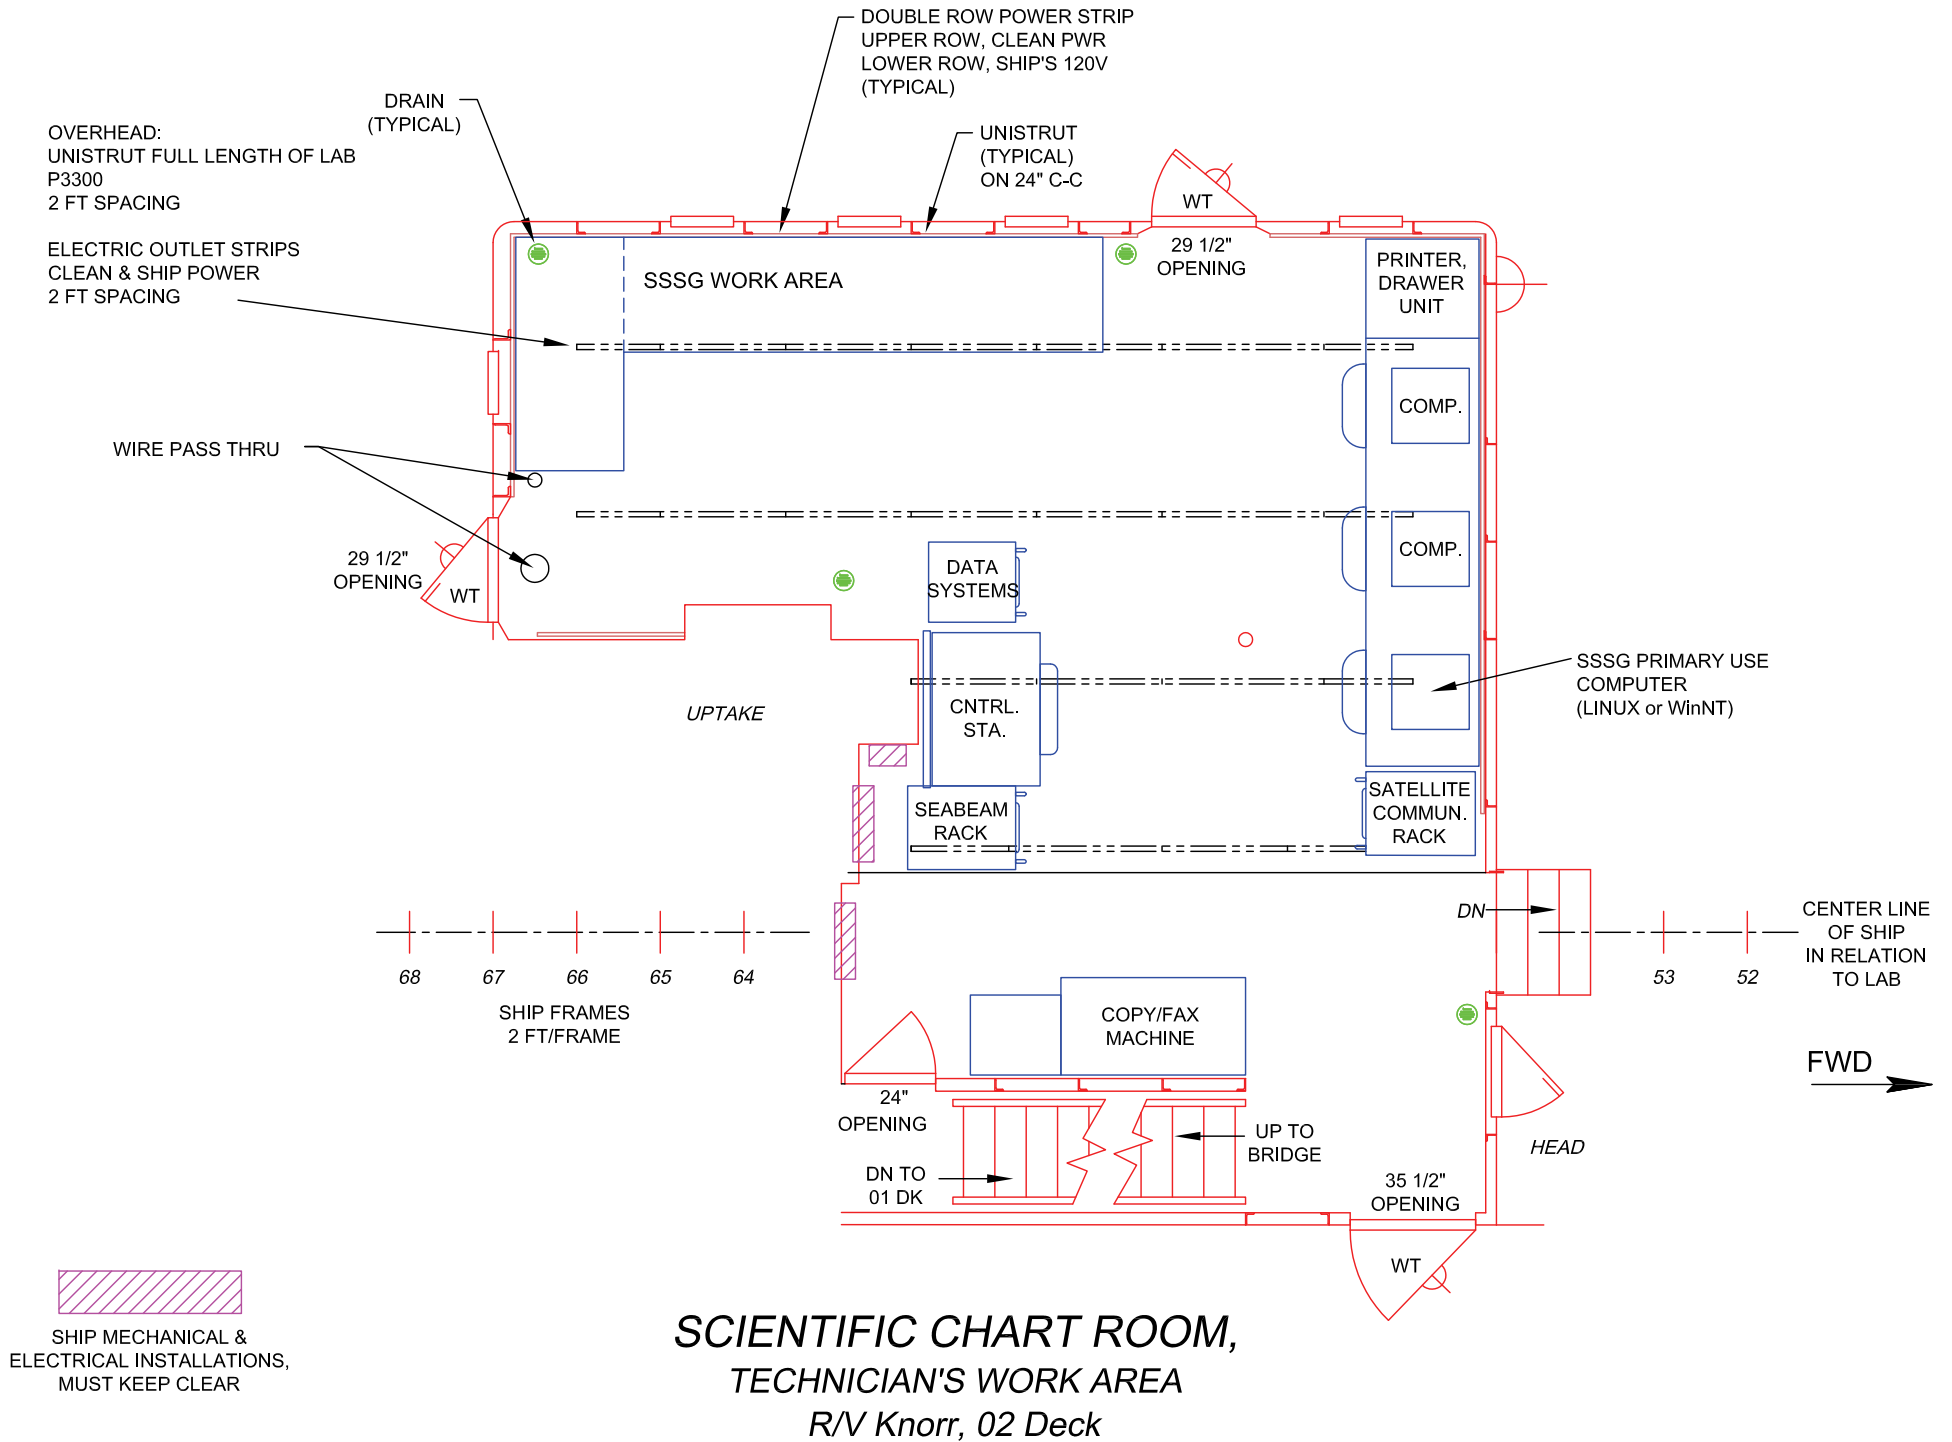 DOUBLE ROW POWER STRIP
UPPER ROW, CLEAN PWR
LOWER ROW, SHIP'S 120V
(TYPICAL)
DRAIN
(TYPICAL)
OVERHEAD:
UNISTRUT FULL LENGTH OF LAB
P3300
2 FT SPACING
UNISTRUT
(TYPICAL)
ON 24" C-C
WT
29 1/2"
OPENING
ELECTRIC OUTLET STRIPS
CLEAN & SHIP POWER
2 FT SPACING
SSSG WORK AREA
PRINTER,
DRAWER
UNIT
COMP.
WIRE PASS THRU
COMP.
29 1/2"
OPENING
WT
DATA
SYSTEMS
SSSG PRIMARY USE
COMPUTER
(LINUX or WinNT)
UPTAKE
CNTRL.
STA.
SEABEAM
RACK
SATELLITE
COMMUN.
RACK
DN
CENTER LINE
OF SHIP
IN RELATION
TO LAB
68 67 66 65 64
53 52
SHIP FRAMES
2 FT/FRAME
COPY/FAX
MACHINE
FWD
24"
OPENING
UP TO
BRIDGE
HEAD
DN TO
01 DK
35 1/2"
OPENING
WT
SHIP MECHANICAL &
ELECTRICAL INSTALLATIONS,
MUST KEEP CLEAR
SCIENTIFIC CHART ROOM,
TECHNICIAN'S WORK AREA
R/V Knorr, 02 Deck